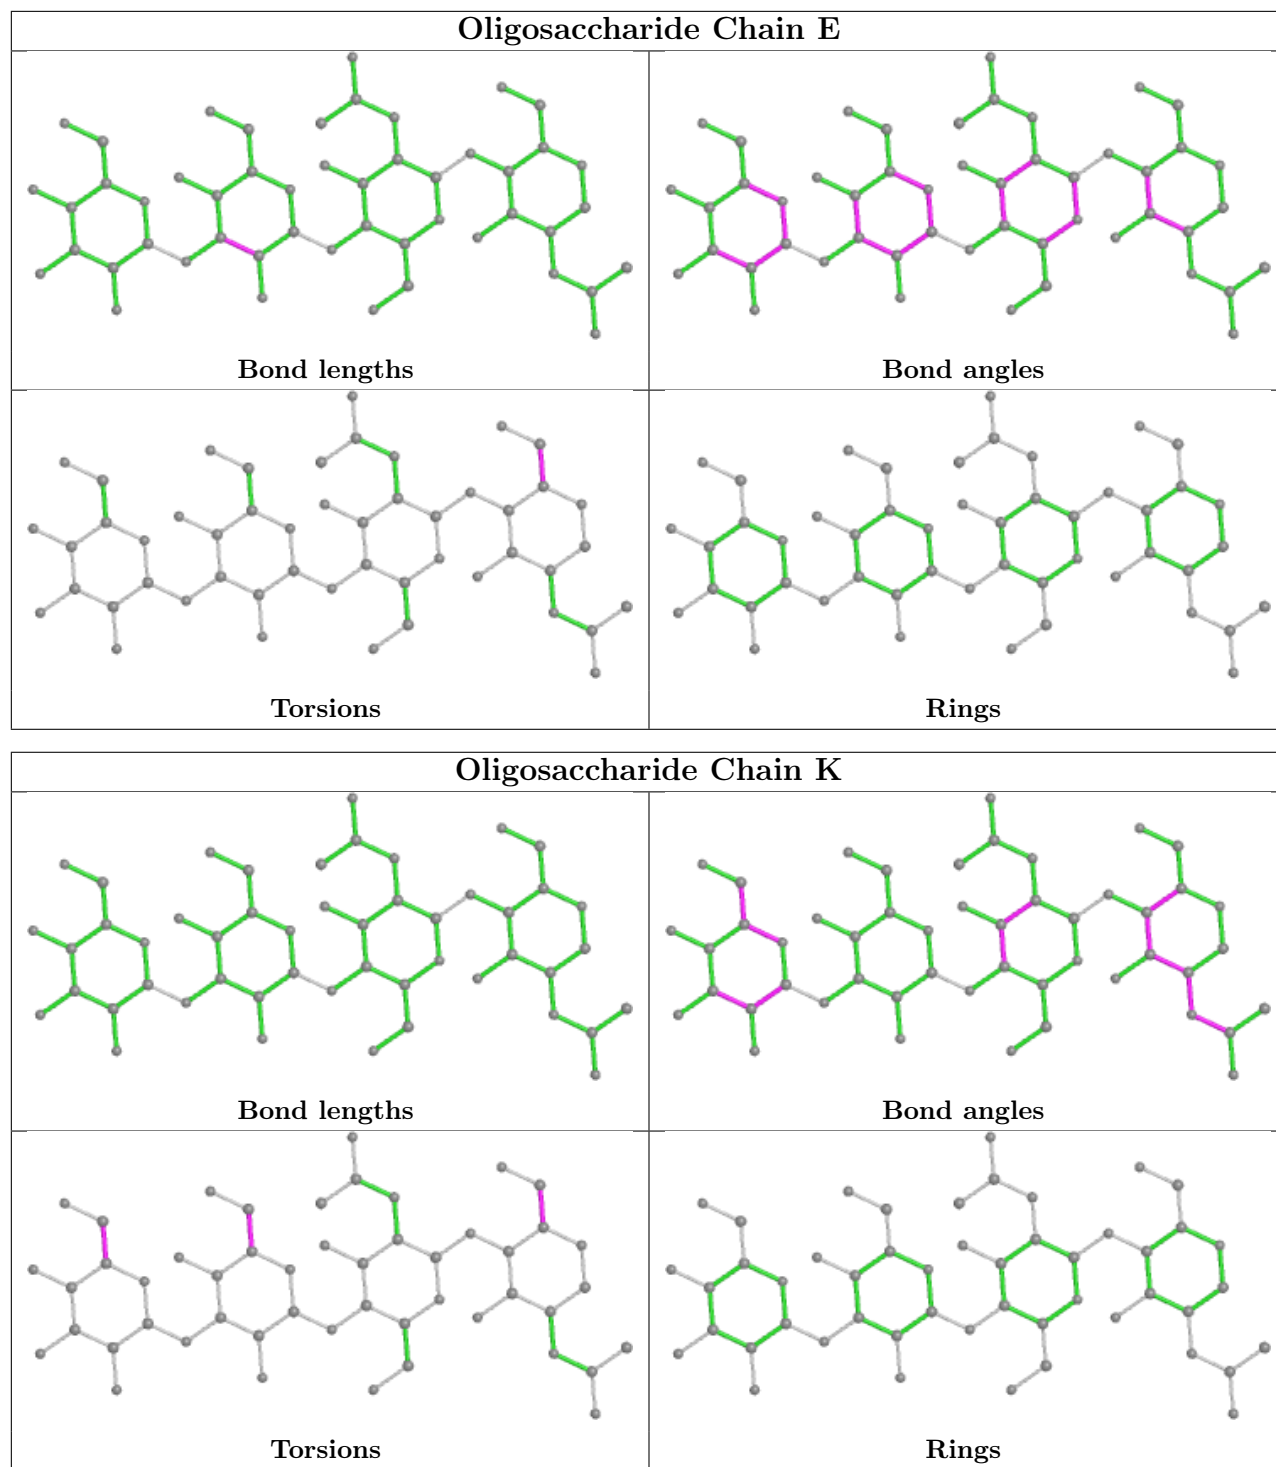 Oligosaccharide Chain E
Bond lengths
Bond angles
Torsions
Rings
Oligosaccharide Chain K
Bond lengths
Bond angles
Torsions
Rings